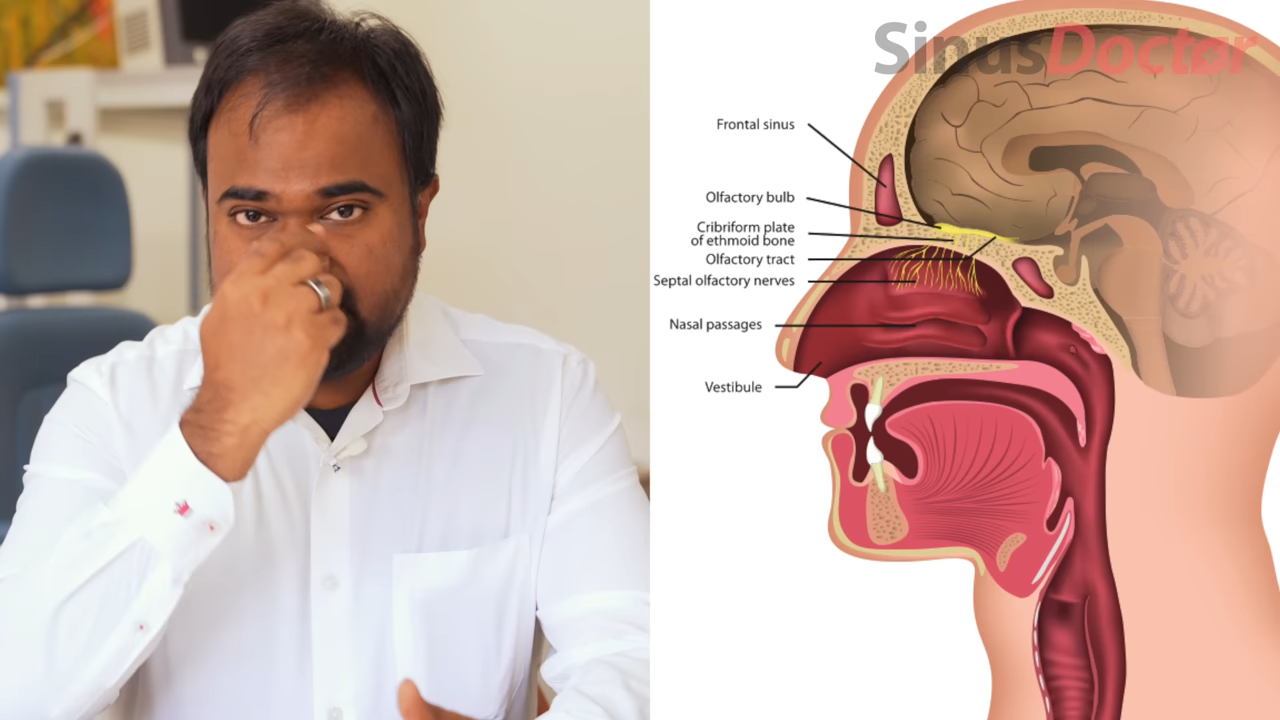 SinusDoctor
Frontal sinus
Olfactory bulb
Cribriform plate
of ethmoid bone
Olfactory tract
Septal olfactory nerves
Nasal passages
Vestibule